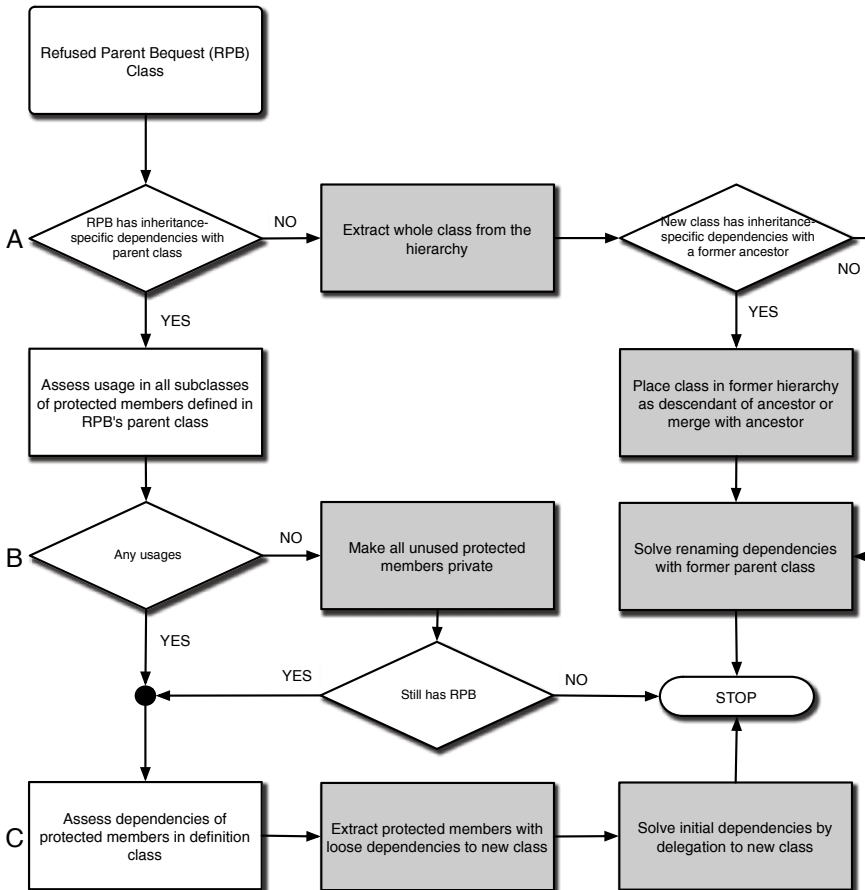 Refused Parent Bequest (RPB)
Class
A
RPB has inheritance-
specific dependencies with
parent class
NO
Extract whole class from the
hierarchy
New class has inheritance-
specific dependencies with
a former ancestor
NO
YES
YES
Assess usage in all subclasses
of protected members defined in
RPB's parent class
Place class in former hierarchy
as descendant of ancestor or
merge with ancestor
B
Any usages
NO
Make all unused protected
members private
Solve renaming dependencies
with former parent class
YES
YES
Still has RPB
NO
STOP
C
Assess dependencies of
protected members in definition
class
Extract protected members with
loose dependencies to new class
Solve initial dependencies by
delegation to new class